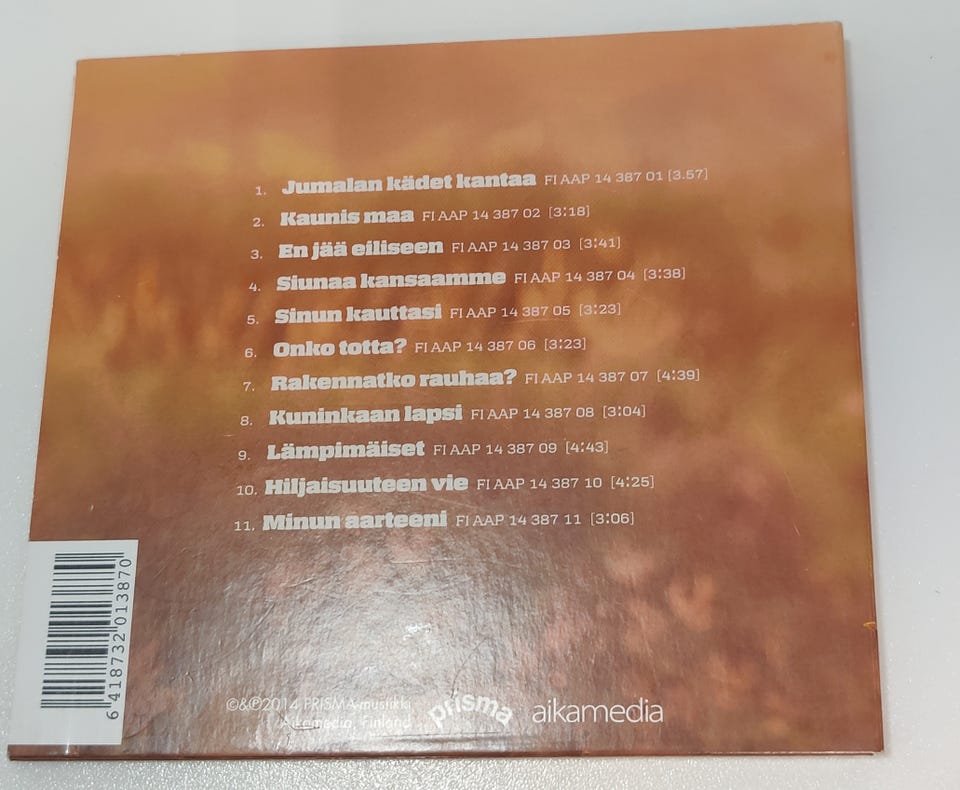 1. Jumalan kädet kantaa FI AAP 14 387 01 [3.57]
2. Kaunis maa FI AAP 14 387 02 [3:18]
3. En jää eiliseen FI AAP 14 387 03 [3:41]
4. Siunaa kansaamme FI AAP 14 387 04 [3:38]
5. Sinun kauttasi FI AAP 14 387 05 [3:23]
6. Onko totta? FI AAP 14 387 06 [3:23]
7. Rakennatko rauhaa? FI AAP 14 387 07 [4:39]
8. Kuninkaan lapsi FI AAP 14 387 08 [3:04]
9. Lämpimäiset FI AAP 14 387 09 [4:43]
10. Hiljaisuuteen vie FI AAP 14 387 10 [4:25]
11. Minun aarteeni FI AAP 14 387 11 [3:06]
6 418732 013870
©&℗2014 PRISMA-musiikki
Aikamedia, Finland
prisma
aikamedia